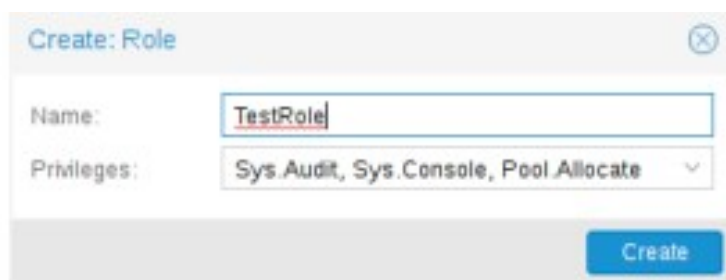 Create: Role
Name: TestRole
Privileges: Sys.Audit, Sys.Console, Pool.Allocate
Create